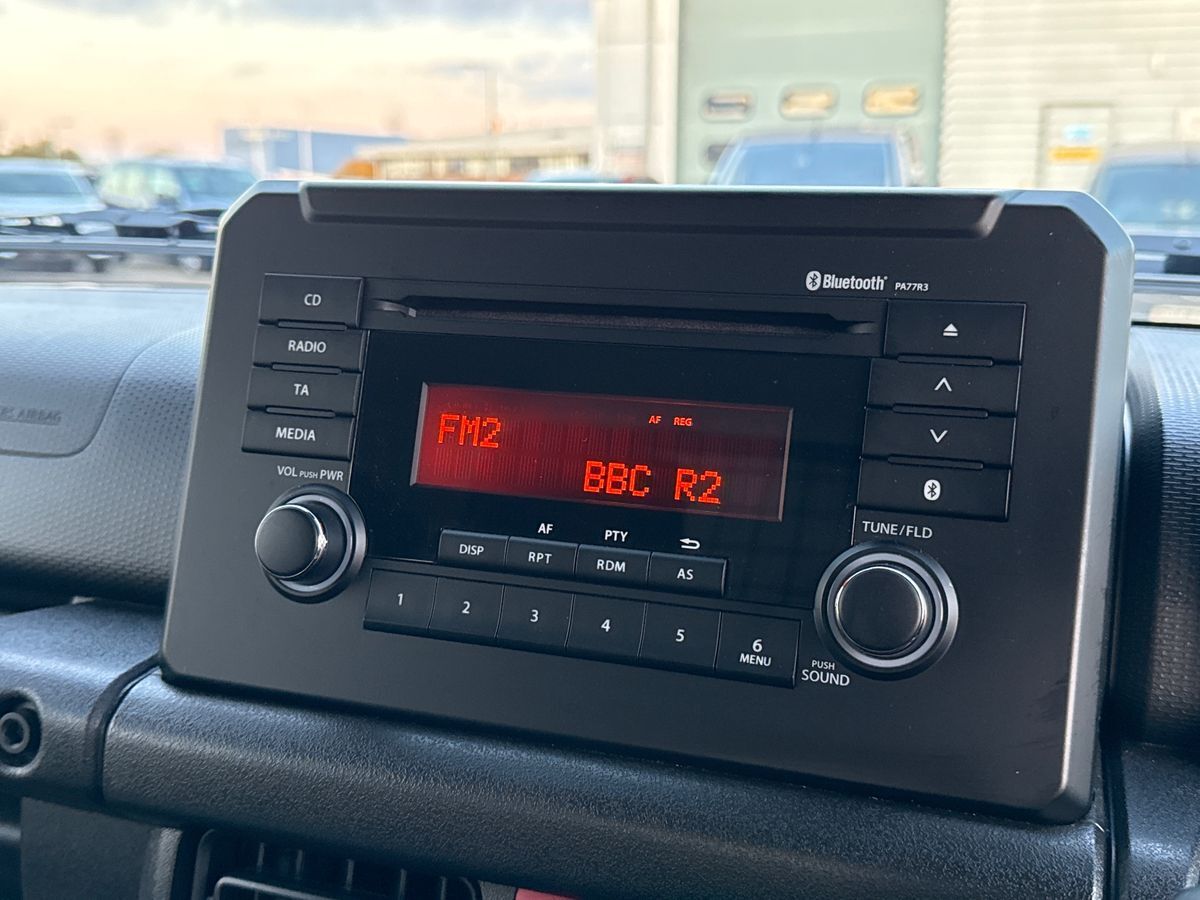 Bluetooth® PA77R3
CD
RADIO
TA
MEDIA
VOL PUSH PWR
AF REG
FM2
BBC R2
TUNE/FLD
AF PTY
DISP RPT RDM AS
1 2 3 4 5 6
MENU
PUSH
SOUND
AIRBAG